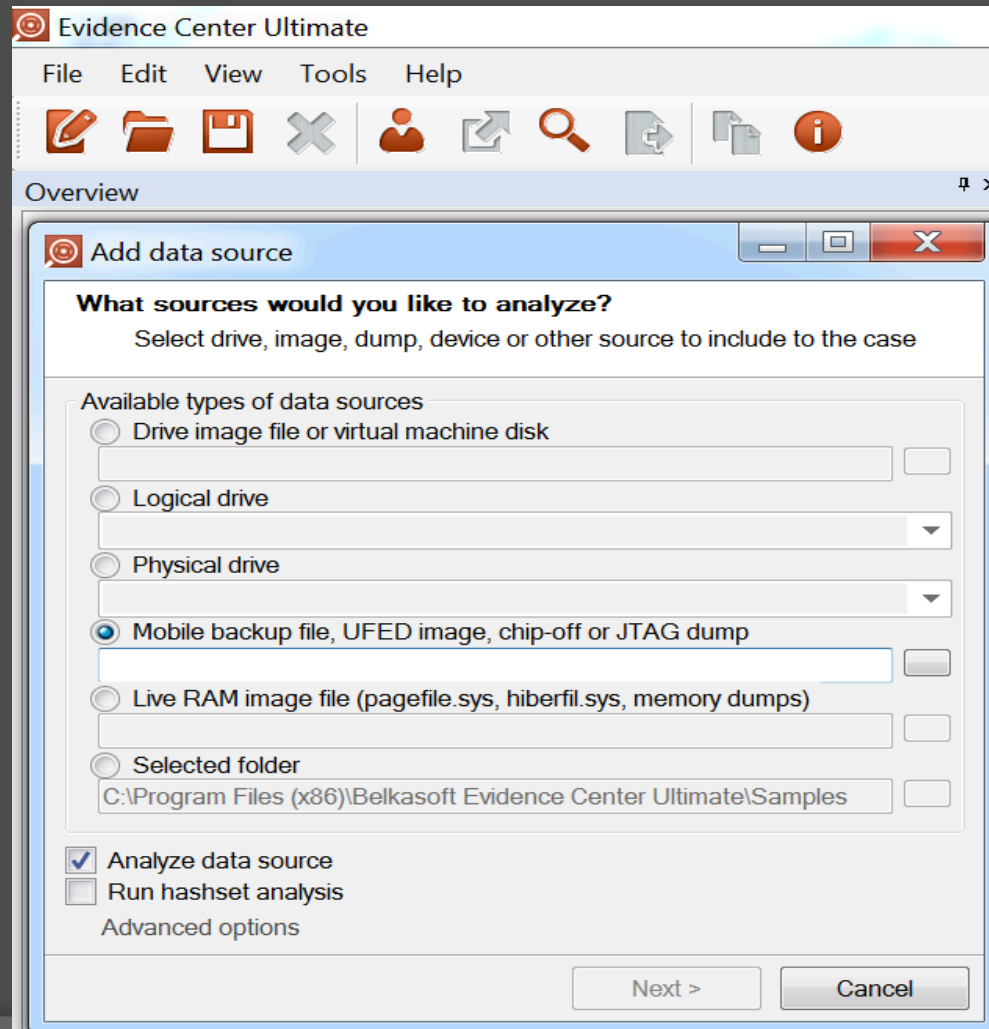 Evidence Center Ultimate
File Edit View Tools Help
Overview
Add data source
What sources would you like to analyze?
Select drive, image, dump, device or other source to include to the case
Available types of data sources
Drive image file or virtual machine disk
Logical drive
Physical drive
Mobile backup file, UFED image, chip-off or JTAG dump
Live RAM image file (pagefile.sys, hiberfil.sys, memory dumps)
Selected folder
C:\Program Files (x86)\Belkasoft Evidence Center Ultimate\Samples
Analyze data source
Run hashset analysis
Advanced options
Next > Cancel